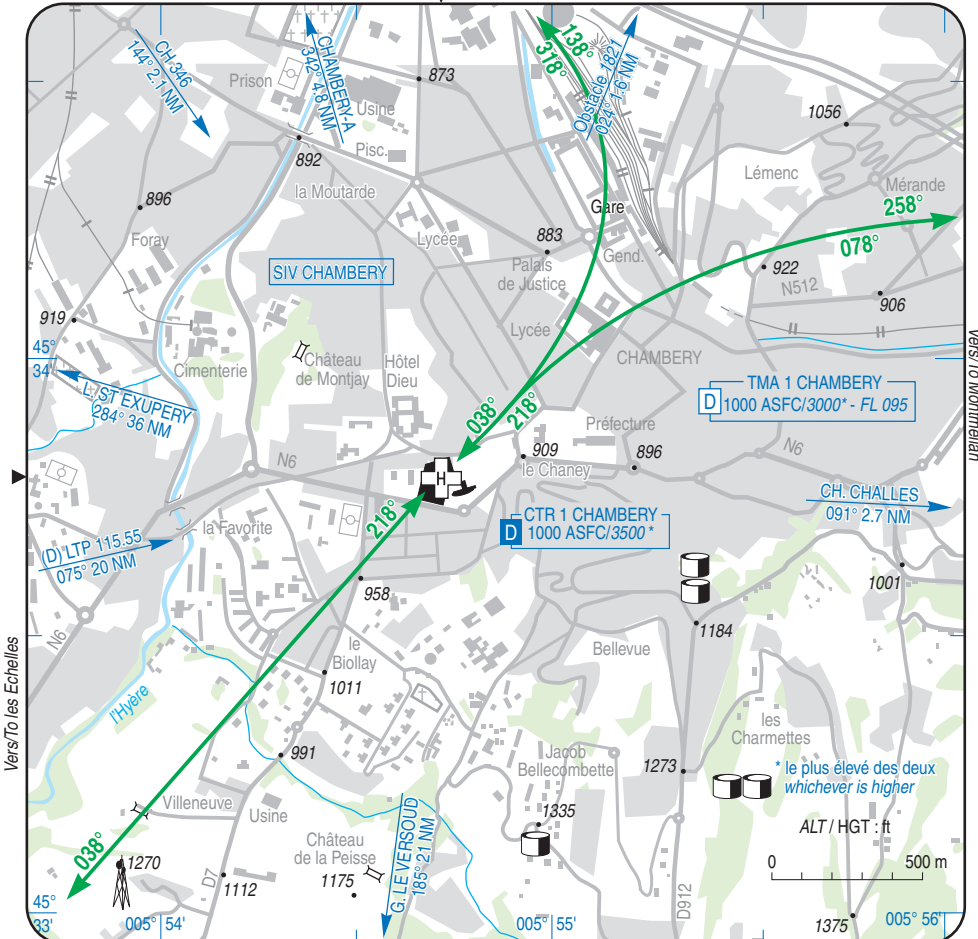 CH 346
144° 2.1 NM
Prison
CHAMBERY-A
342° 4.8 NM
873
Usine
Pisc.
138°
318°
Obstacle 1821
024° 1.6 NM
1056
Lémenc
Mérande
892
la Moutarde
896
Foray
Lycée
883
Palais
de Justice
Gare
Gend.
258°
078°
922
N512
906
SIV CHAMBERY
919
45°
34'
Cimenterie
Château
de Montjay
Hôtel
Dieu
Lycée
CHAMBERY
L. ST EXUPERY
284° 36 NM
TMA 1 CHAMBERY
D 1000 ASFC/3000* - FL 095
Vers/To Montmélian
038°
218°
Préfecture
909
le Chaney
896
N6
N6
H
CH. CHALLES
091° 2.7 NM
la Favorite
218°
CTR 1 CHAMBERY
D 1000 ASFC/3500 *
(D) LTP 115.55
075° 20 NM
958
1001
1184
N6
le
Biollay
Bellevue
1011
Vers/To les Echelles
l'Hyère
991
les
Charmettes
Jacob
Bellecombette
1273
* le plus élevé des deux
whichever is higher
Villeneuve
Usine
1335
ALT / HGT : ft
Château
de la Peisse
G. LE VERSOUD
185° 21 NM
0 500 m
038°
1270
D7
1112
1175
D912
1375
45°
33'
005° 54'
005° 55'
005° 56'